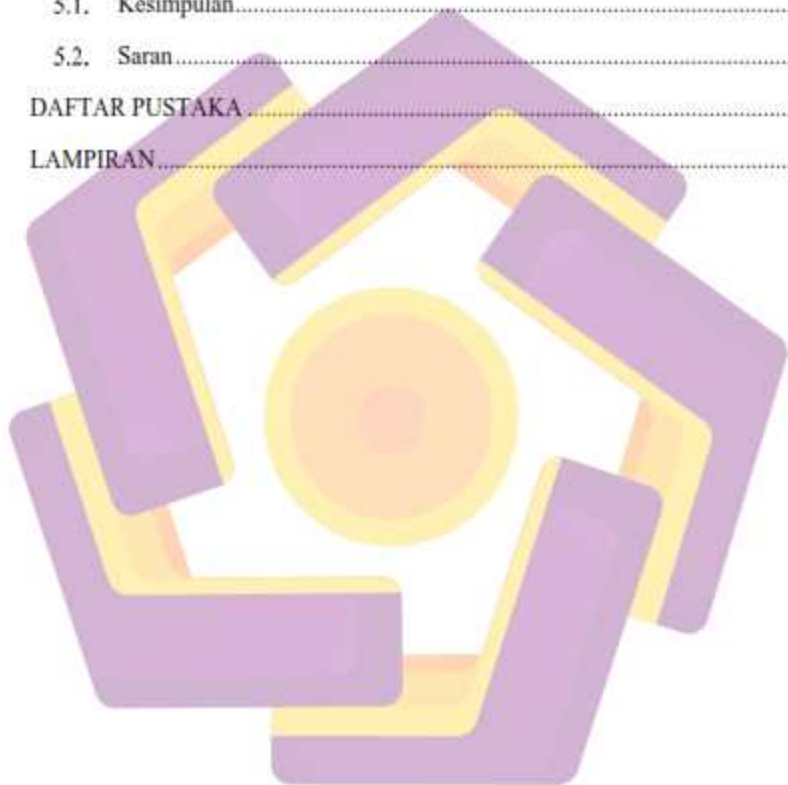 5.1. Kesimpulan................................................................
5.2. Saran................................................................
DAFTAR PUSTAKA................................................................
LAMPIRAN................................................................